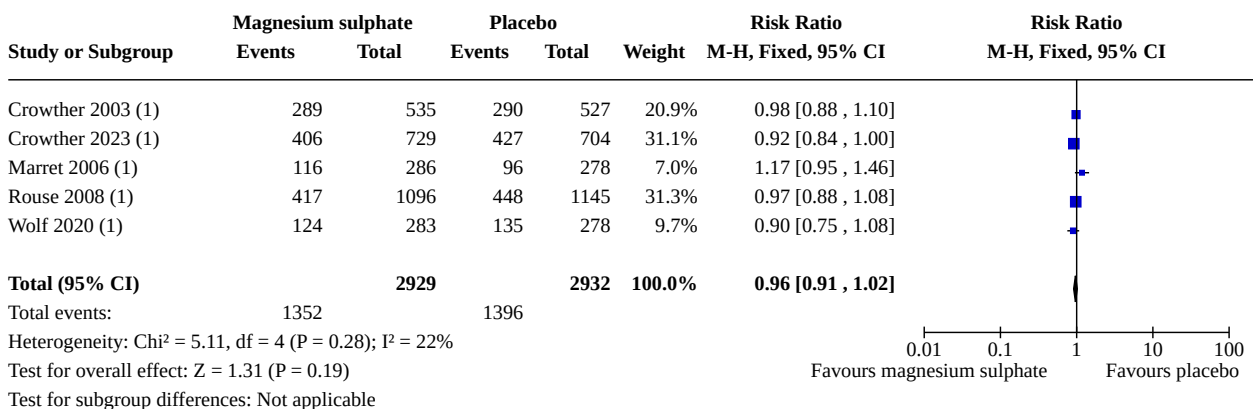 Magnesium sulphate Placebo Risk Ratio Risk Ratio
Study or Subgroup Events Total Events Total Weight M-H, Fixed, 95% CI M-H, Fixed, 95% CI
Crowther 2003 (1) 289 535 290 527 20.9% 0.98 [0.88 , 1.10]
Crowther 2023 (1) 406 729 427 704 31.1% 0.92 [0.84 , 1.00]
Marret 2006 (1) 116 286 96 278 7.0% 1.17 [0.95 , 1.46]
Rouse 2008 (1) 417 1096 448 1145 31.3% 0.97 [0.88 , 1.08]
Wolf 2020 (1) 124 283 135 278 9.7% 0.90 [0.75 , 1.08]
Total (95% CI) 2929 2932 100.0% 0.96 [0.91 , 1.02]
Total events: 1352 1396
Heterogeneity: Chi² = 5.11, df = 4 (P = 0.28); I² = 22%
0.01 0.1 1 10 100
Test for overall effect: Z = 1.31 (P = 0.19)
Favours magnesium sulphate Favours placebo
Test for subgroup differences: Not applicable